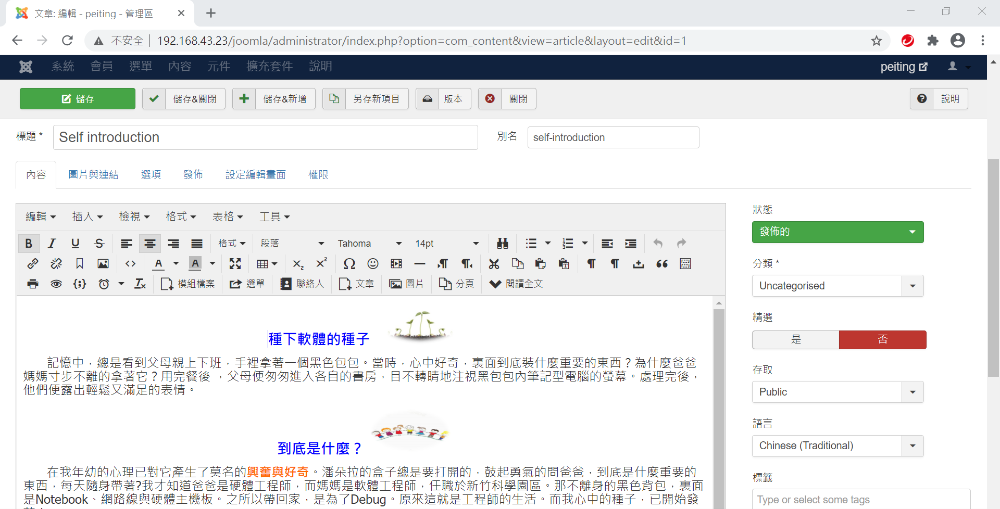 文章: 編輯 - peiting - 管理區
不安全 192.168.43.23/joomla/administrator/index.php?option=com_content&view=article&layout=edit&id=1
系統 會員 選單 內容 元件 擴充套件 說明 peiting
儲存 儲存&關閉 儲存&新增 另存新項目 版本 關閉 說明
標題 * Self introduction 別名 self-introduction
內容 圖片與連結 選項 發佈 設定編輯畫面 權限
編輯 插入 檢視 格式 表格 工具
格式 段落 Tahoma 14pt
模組檔案 選單 聯絡人 文章 圖片 分頁 閱讀全文
種下軟體的種子
記憶中，總是看到父母親上下班，手裡拿著一個黑色包包。當時，心中好奇，裏面到底裝什麼重要的東西？為什麼爸爸
媽媽寸步不離的拿著它？用完餐後 ，父母便匆匆進入各自的書房，目不轉睛地注視黑包包內筆記型電腦的螢幕。處理完後，
他們便露出輕鬆又滿足的表情。
到底是什麼？
在我年幼的心理已對它產生了莫名的興奮與好奇。潘朵拉的盒子總是要打開的，鼓起勇氣的問爸爸，到底是什麼重要的
東西，每天隨身帶著?我才知道爸爸是硬體工程師，而媽媽是軟體工程師，任職於新竹科學園區。那不離身的黑色背包，裏面
是Notebook、網路線與硬體主機板。之所以帶回家，是為了Debug。原來這就是工程師的生活。而我心中的種子，已開始發
狀態
發佈的
分類 *
Uncategorised
精選
是 否
存取
Public
語言
Chinese (Traditional)
標籤
Type or select some tags